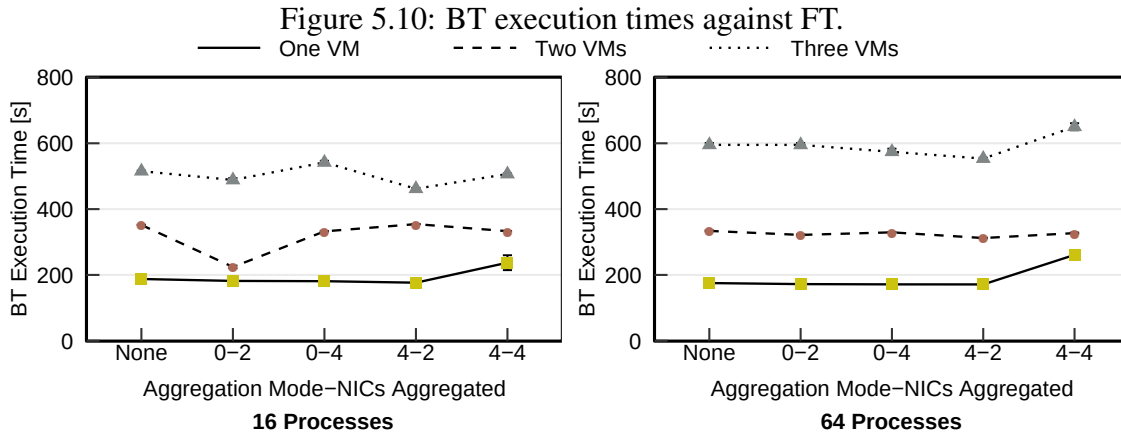 Figure 5.10: BT execution times against FT.
One VM Two VMs Three VMs
BT Execution Time [s]
800
600
400
200
0
None 0−2 0−4 4−2 4−4
Aggregation Mode−NICs Aggregated
16 Processes
BT Execution Time [s]
800
600
400
200
0
None 0−2 0−4 4−2 4−4
Aggregation Mode−NICs Aggregated
64 Processes